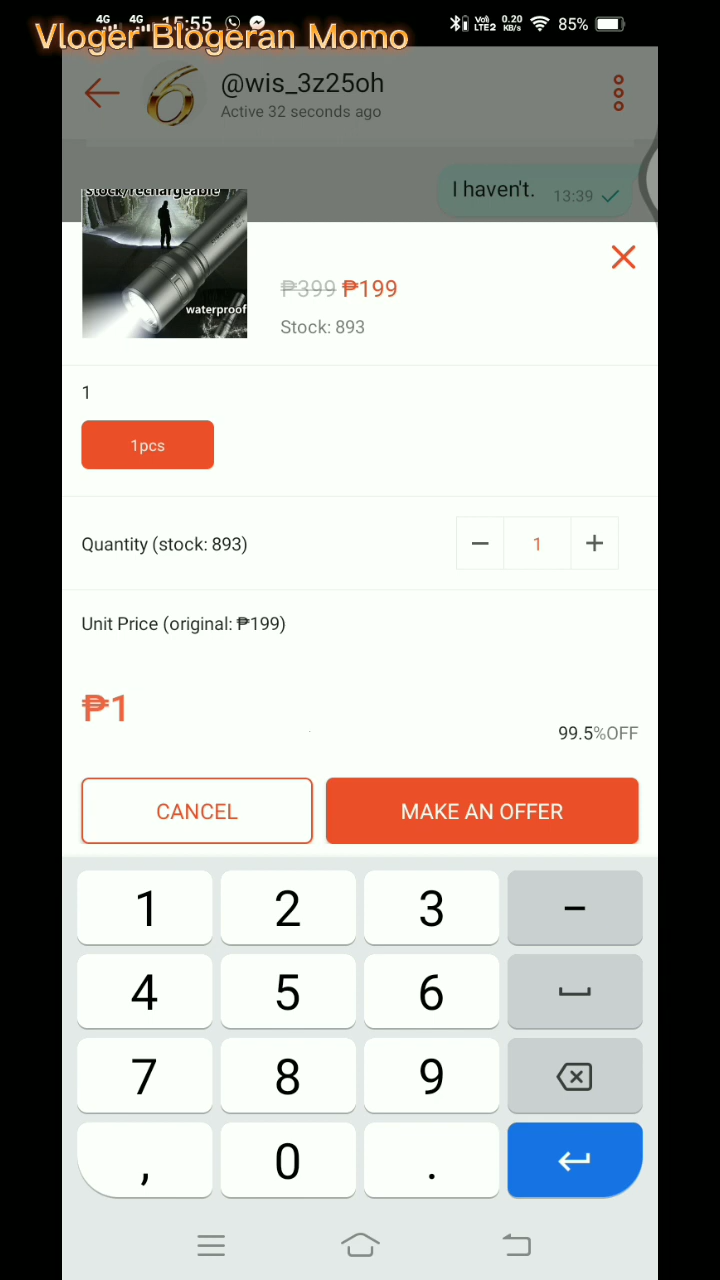 4G 4G 15:55
VoII LTE2 0.20 KB/s 85%
Vloger Blogeran Momo
@wis_3z25oh
Active 32 seconds ago
I haven't. 13:39
stock/rechargeable
waterproof
₱399 ₱199
Stock: 893
1
1pcs
Quantity (stock: 893)
− 1 +
Unit Price (original: ₱199)
₱1
99.5%OFF
CANCEL
MAKE AN OFFER
1 2 3 −
4 5 6
7 8 9
, 0 .